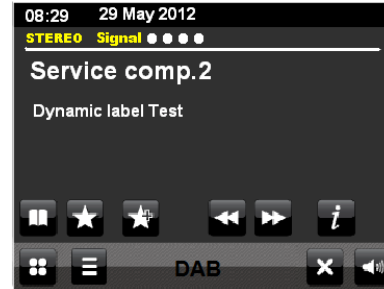 08:29 29 May 2012
STEREO Signal
Service comp.2
Dynamic label Test
i
DAB